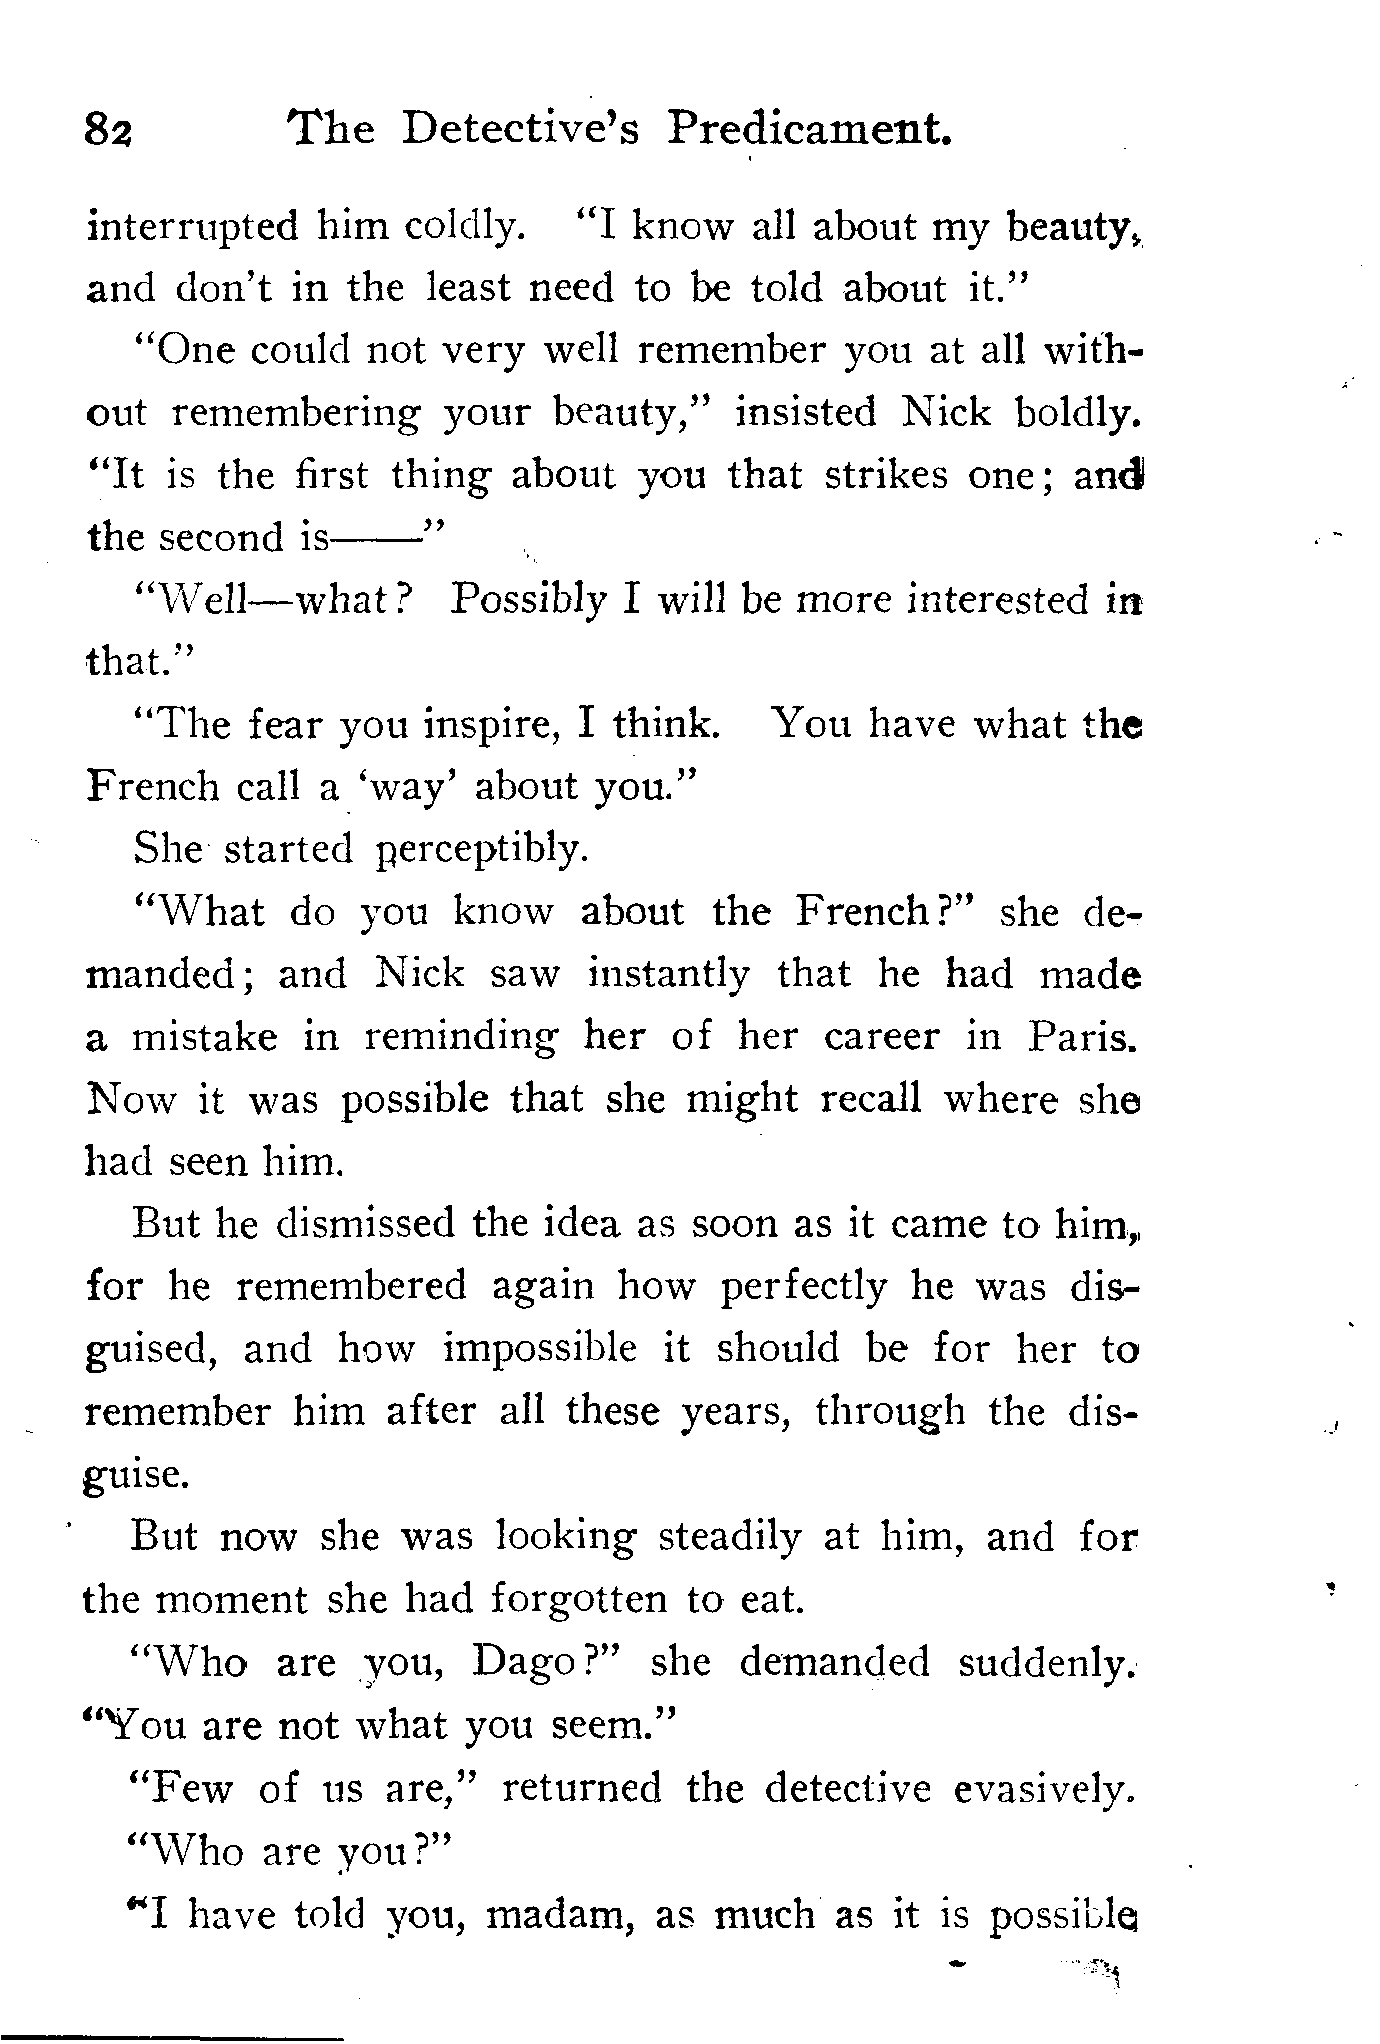 82 The Detective's Predicament.
interrupted him coldly. "I know all about my beauty,
and don't in the least need to be told about it."
"One could not very well remember you at all with-
out remembering your beauty," insisted Nick boldly.
"It is the first thing about you that strikes one; and
the second is——"
"Well—what? Possibly I will be more interested in
that."
"The fear you inspire, I think. You have what the
French call a 'way' about you."
She started perceptibly.
"What do you know about the French?" she de-
manded; and Nick saw instantly that he had made
a mistake in reminding her of her career in Paris.
Now it was possible that she might recall where she
had seen him.
But he dismissed the idea as soon as it came to him,
for he remembered again how perfectly he was dis-
guised, and how impossible it should be for her to
remember him after all these years, through the dis-
guise.
But now she was looking steadily at him, and for
the moment she had forgotten to eat.
"Who are you, Dago?" she demanded suddenly.
"You are not what you seem."
"Few of us are," returned the detective evasively.
"Who are you?"
"I have told you, madam, as much as it is possible